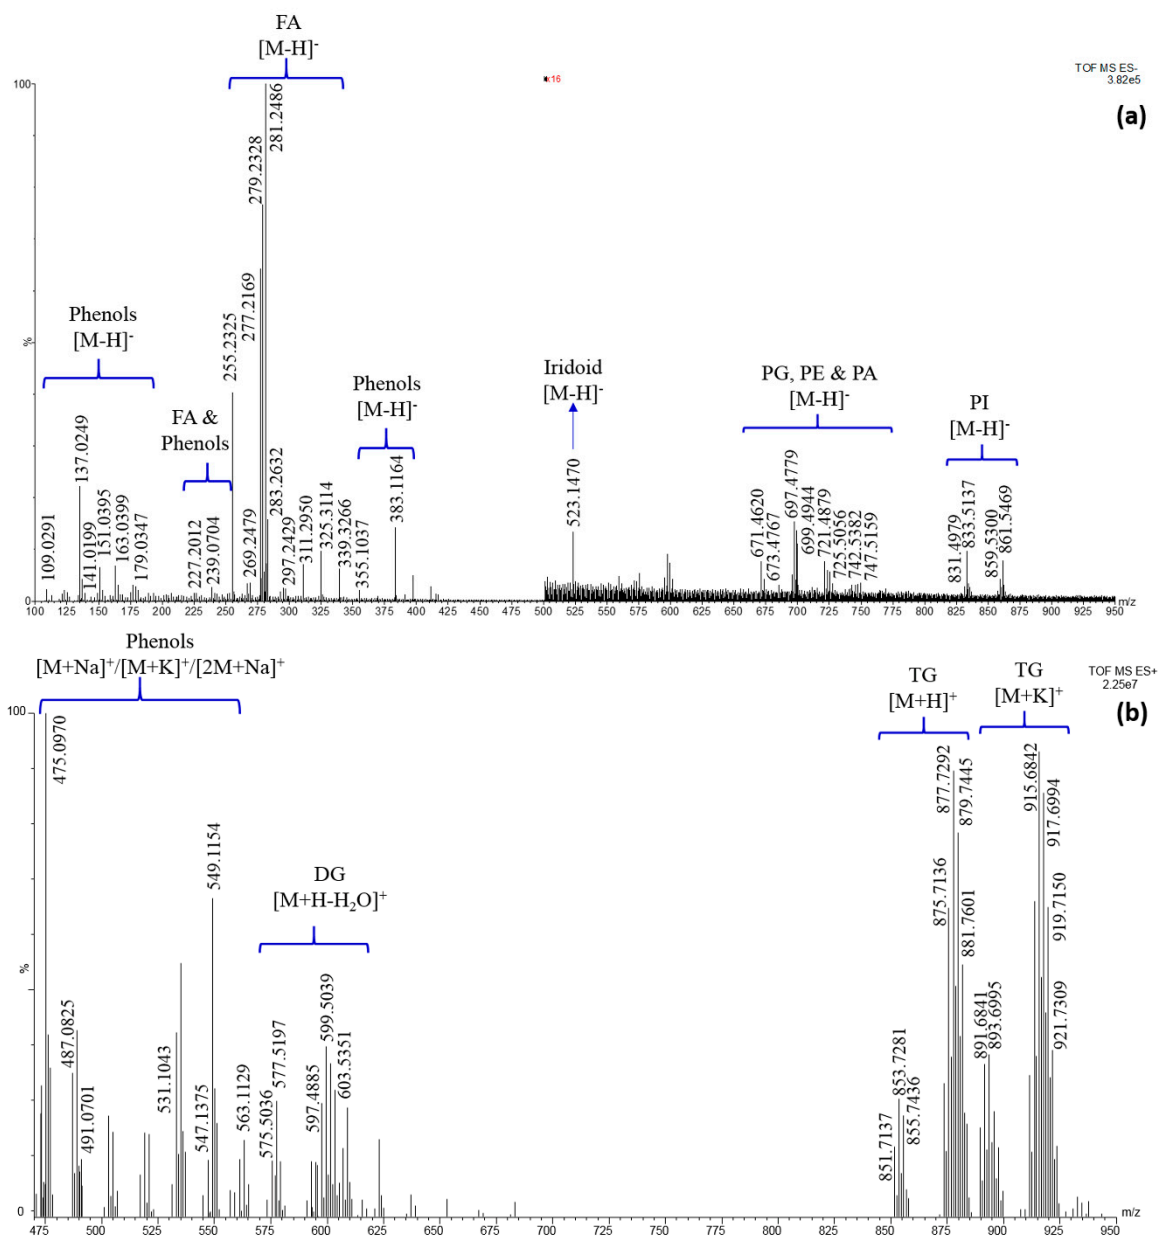 FA
[M-H]-
TOF MS ES-
3.82e5
x16
(a)
100
%
0
281.2486
279.2328
277.2169
255.2325
Phenols
[M-H]-
FA &
Phenols
Phenols
[M-H]-
Iridoid
[M-H]-
PG, PE & PA
[M-H]-
PI
[M-H]-
109.0291
137.0249
141.0199
151.0395
163.0399
179.0347
227.2012
239.0704
269.2479
283.2632
297.2429
311.2950
325.3114
339.3266
355.1037
383.1164
523.1470
671.4620
673.4767
697.4779
699.4944
721.4879
725.5056
742.5382
747.5159
831.4979
833.5137
859.5300
861.5469
100 125 150 175 200 225 250 275 300 325 350 375 400 425 450 475 500 525 550 575 600 625 650 675 700 725 750 775 800 825 850 875 900 925 950 m/z
Phenols
[M+Na]+/[M+K]+/[2M+Na]+
TG
[M+H]+
TG
[M+K]+
TOF MS ES+
2.25e7
(b)
100
%
0
DG
[M+H-H2O]+
475.0970
487.0825
491.0701
531.1043
547.1375
549.1154
563.1129
575.5036
577.5197
597.4885
599.5039
603.5351
851.7137
853.7281
855.7436
875.7136
877.7292
879.7445
881.7601
891.6841
893.6995
915.6842
917.6994
919.7150
921.7309
475 500 525 550 575 600 625 650 675 700 725 750 775 800 825 850 875 900 925 950 m/z